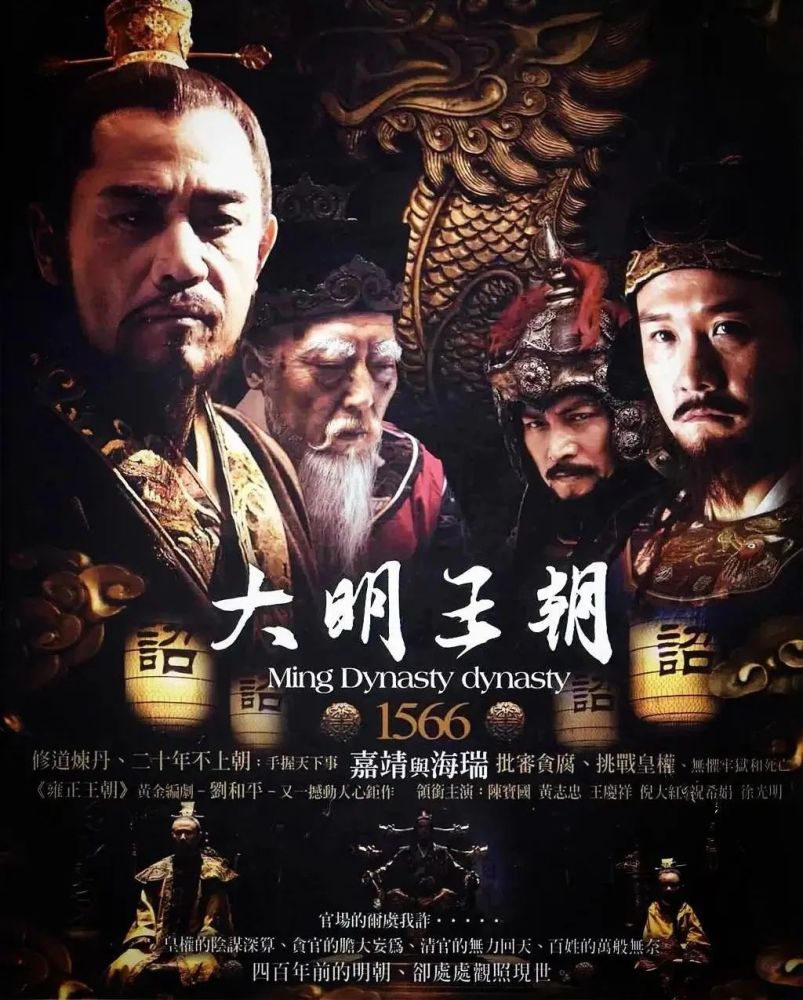 大明王朝
Ming Dynasty dynasty
1566
詔
詔
詔
詔
修道煉丹、二十年不上朝：手握天下事 嘉靖與海瑞 批審貪腐、挑戰皇權、無懼牢獄和死亡
《雍正王朝》黃金編劇－劉和平－又一撼動人心鉅作 領銜主演：陳寶國 黃志忠 王慶祥 倪大紅 祝希娟 徐光明
官場的爾虞我詐·····
皇權的陰謀深算、貪官的膽大妄為、清官的無力回天、百姓的萬般無奈
四百年前的明朝、卻處處觀照現世。